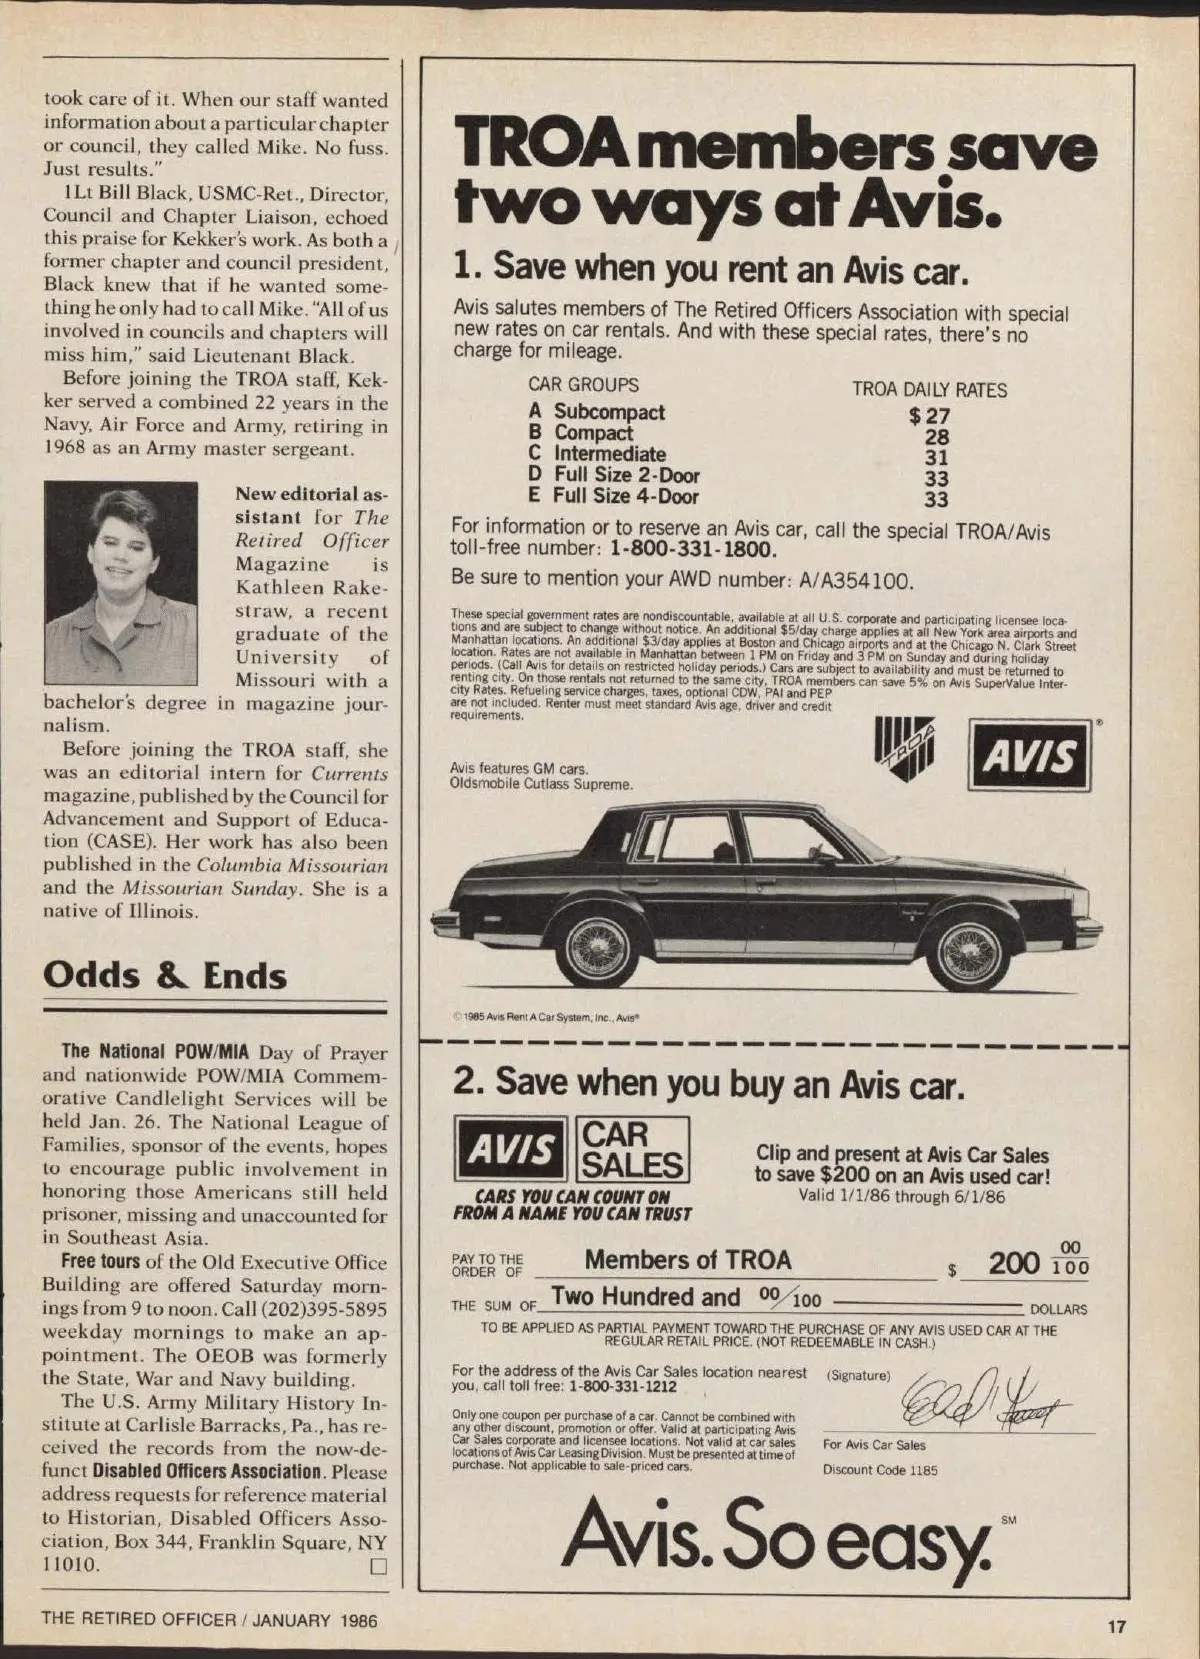 took care of it. When our staff wanted
information about a particular chapter
or council, they called Mike. No fuss.
Just results."
1Lt Bill Black, USMC-Ret., Director,
Council and Chapter Liaison, echoed
this praise for Kekker's work. As both a
former chapter and council president,
Black knew that if he wanted some-
thing he only had to call Mike. "All of us
involved in councils and chapters will
miss him," said Lieutenant Black.
Before joining the TROA staff, Kek-
ker served a combined 22 years in the
Navy, Air Force and Army, retiring in
1968 as an Army master sergeant.
New editorial as-
sistant for The
Retired Officer
Magazine is
Kathleen Rake-
straw, a recent
graduate of the
University of
Missouri with a
bachelor's degree in magazine jour-
nalism.
Before joining the TROA staff, she
was an editorial intern for Currents
magazine, published by the Council for
Advancement and Support of Educa-
tion (CASE). Her work has also been
published in the Columbia Missourian
and the Missourian Sunday. She is a
native of Illinois.
Odds & Ends
The National POW/MIA Day of Prayer
and nationwide POW/MIA Commem-
orative Candlelight Services will be
held Jan. 26. The National League of
Families, sponsor of the events, hopes
to encourage public involvement in
honoring those Americans still held
prisoner, missing and unaccounted for
in Southeast Asia.
Free tours of the Old Executive Office
Building are offered Saturday morn-
ings from 9 to noon. Call (202)395-5895
weekday mornings to make an ap-
pointment. The OEOB was formerly
the State, War and Navy building.
The U.S. Army Military History In-
stitute at Carlisle Barracks, Pa., has re-
ceived the records from the now-de-
funct Disabled Officers Association. Please
address requests for reference material
to Historian, Disabled Officers Asso-
ciation, Box 344, Franklin Square, NY
11010. □
TROA members save
two ways at Avis.
1. Save when you rent an Avis car.
Avis salutes members of The Retired Officers Association with special
new rates on car rentals. And with these special rates, there's no
charge for mileage.
CAR GROUPS TROA DAILY RATES
A Subcompact $27
B Compact 28
C Intermediate 31
D Full Size 2-Door 33
E Full Size 4-Door 33
For information or to reserve an Avis car, call the special TROA/Avis
toll-free number: 1-800-331-1800.
Be sure to mention your AWD number: A/A354100.
These special government rates are nondiscountable, available at all U.S. corporate and participating licensee loca-
tions and are subject to change without notice. An additional $5/day charge applies at all New York area airports and
Manhattan locations. An additional $3/day applies at Boston and Chicago airports and at the Chicago N. Clark Street
location. Rates are not available in Manhattan between 1 PM on Friday and 3 PM on Sunday and during holiday
periods. (Call Avis for details on restricted holiday periods.) Cars are subject to availability and must be returned to
renting city. On those rentals not returned to the same city, TROA members can save 5% on Avis SuperValue Inter-
city Rates. Refueling service charges, taxes, optional CDW, PAI and PEP
are not included. Renter must meet standard Avis age, driver and credit
requirements.
TROA
AVIS®
Avis features GM cars.
Oldsmobile Cutlass Supreme.
©1985 Avis Rent A Car System, Inc., Avis®
2. Save when you buy an Avis car.
AVIS CAR
SALES
CARS YOU CAN COUNT ON
FROM A NAME YOU CAN TRUST
Clip and present at Avis Car Sales
to save $200 on an Avis used car!
Valid 1/1/86 through 6/1/86
PAY TO THE
ORDER OF Members of TROA $ 200 00/100
THE SUM OF Two Hundred and 00/100 DOLLARS
TO BE APPLIED AS PARTIAL PAYMENT TOWARD THE PURCHASE OF ANY AVIS USED CAR AT THE
REGULAR RETAIL PRICE. (NOT REDEEMABLE IN CASH.)
For the address of the Avis Car Sales location nearest
you, call toll free: 1-800-331-1212
Only one coupon per purchase of a car. Cannot be combined with
any other discount, promotion or offer. Valid at participating Avis
Car Sales corporate and licensee locations. Not valid at car sales
locations of Avis Car Leasing Division. Must be presented at time of
purchase. Not applicable to sale-priced cars.
(Signature)
For Avis Car Sales
Discount Code 1185
Avis. So easy.℠
THE RETIRED OFFICER / JANUARY 1986
17